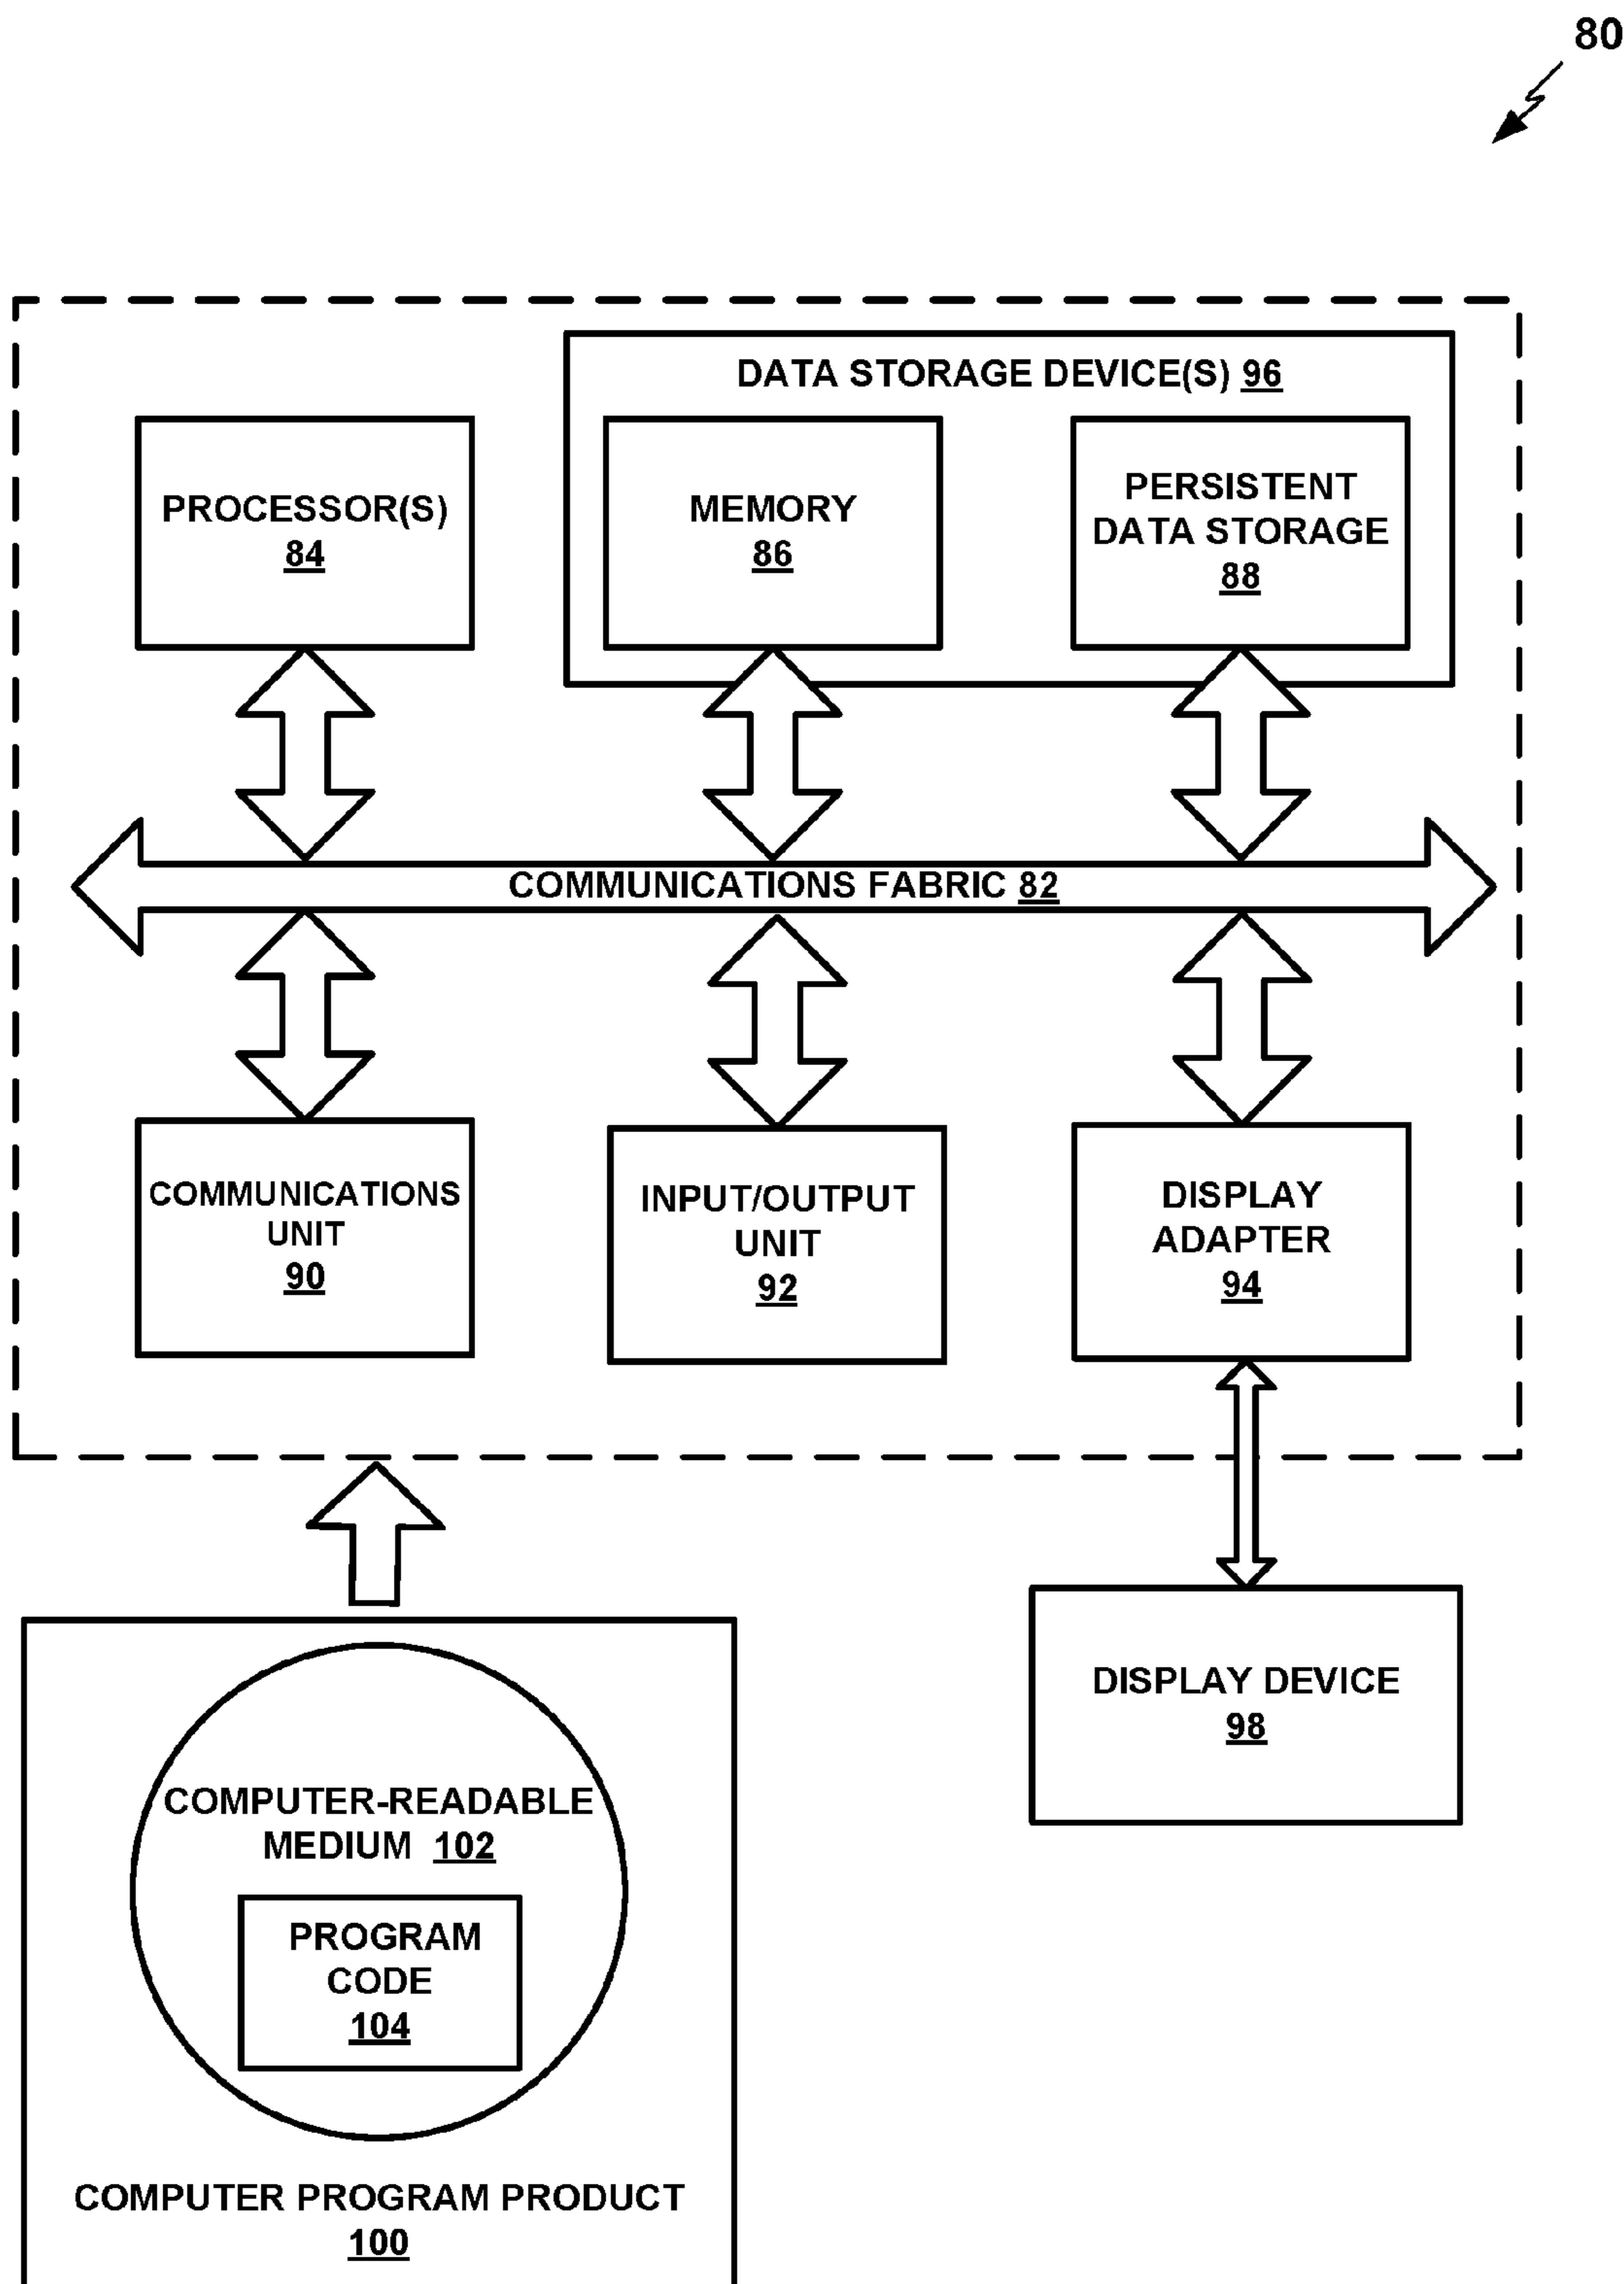 80
DATA STORAGE DEVICE(S) 96
PROCESSOR(S)
84
MEMORY
86
PERSISTENT
DATA STORAGE
88
COMMUNICATIONS FABRIC 82
COMMUNICATIONS
UNIT
90
INPUT/OUTPUT
UNIT
92
DISPLAY
ADAPTER
94
DISPLAY DEVICE
98
COMPUTER-READABLE
MEDIUM 102
PROGRAM
CODE
104
COMPUTER PROGRAM PRODUCT
100